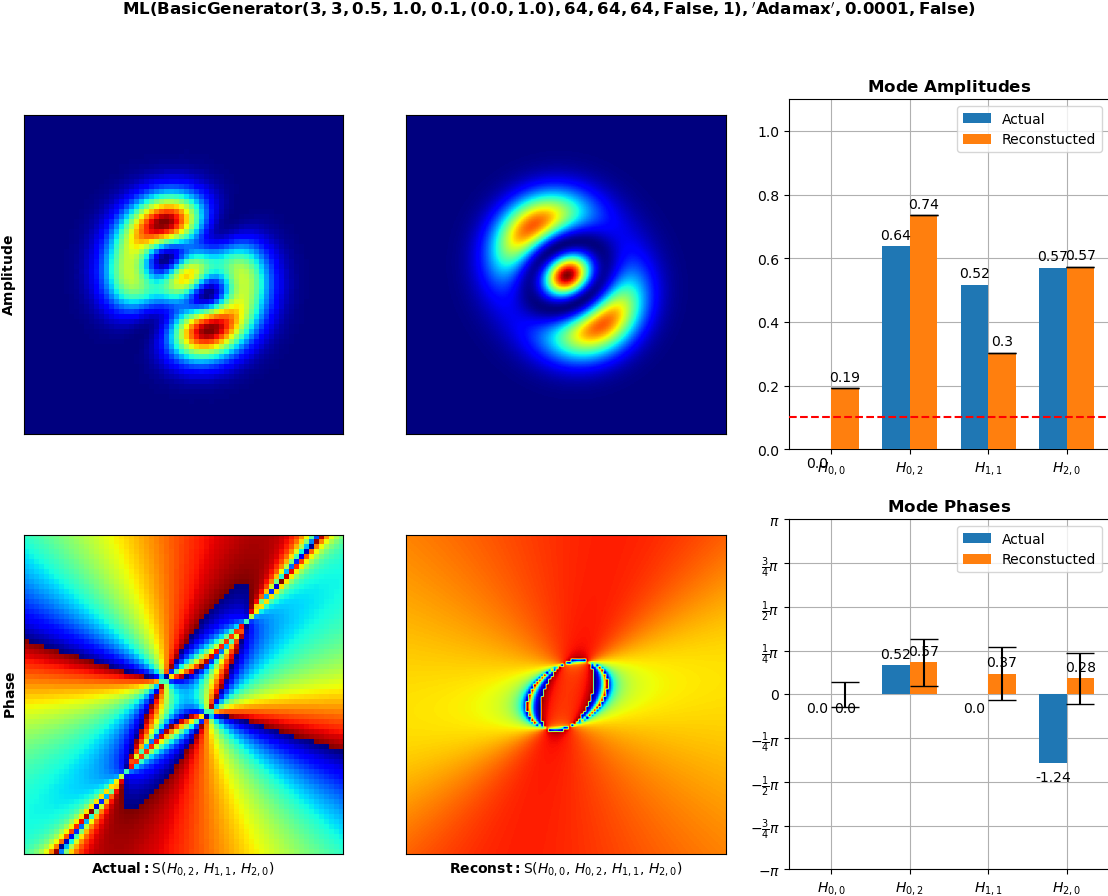 ML(BasicGenerator(3, 3, 0.5, 1.0, 0.1, (0.0, 1.0), 64, 64, 64, False, 1), ′Adamax′, 0.0001, False)
Amplitude
Mode Amplitudes
Actual
Reconstucted
1.0
0.8
0.6
0.4
0.2
0.0
0.0
0.19
0.64
0.74
0.52
0.3
0.57
0.57
H0,0
H0,2
H1,1
H2,0
Phase
Actual: S(H0,2, H1,1, H2,0)
Reconst: S(H0,0, H0,2, H1,1, H2,0)
Mode Phases
Actual
Reconstucted
π
3/4π
1/2π
1/4π
0
−1/4π
−1/2π
−3/4π
−π
0.0
0.0
0.52
0.57
0.0
0.37
-1.24
0.28
H0,0
H0,2
H1,1
H2,0